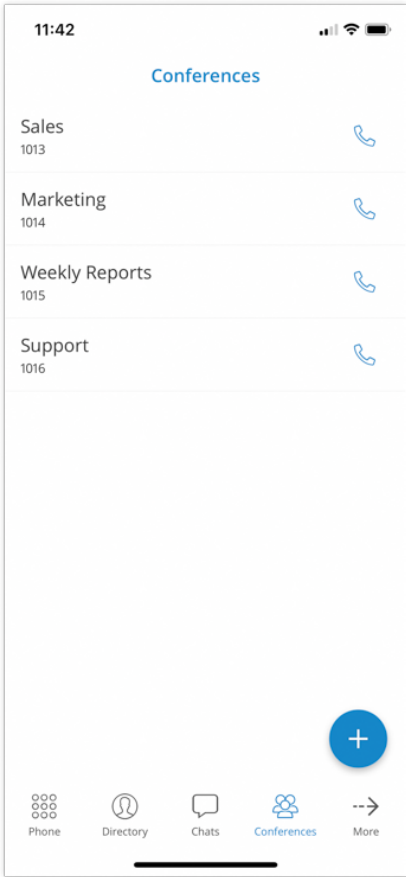 11:42
Conferences
Sales
1013
Marketing
1014
Weekly Reports
1015
Support
1016
+
Phone Directory Chats Conferences More